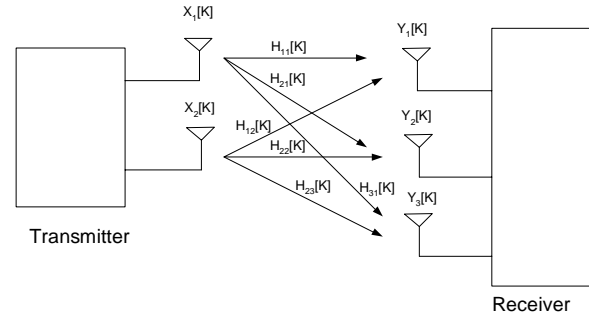 X1[K]
Y1[K]
H11[K]
H21[K]
X2[K]
Y2[K]
H12[K]
H22[K]
H31[K]
H23[K]
Y3[K]
Transmitter
Receiver